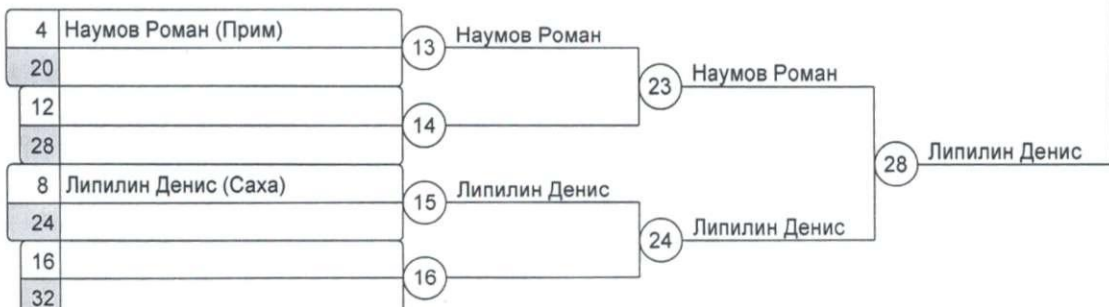 4 Наумов Роман (Прим)
13 Наумов Роман
20
23 Наумов Роман
12
14
28
28 Липилин Денис
8 Липилин Денис (Саха)
15 Липилин Денис
24
24 Липилин Денис
16
16
32